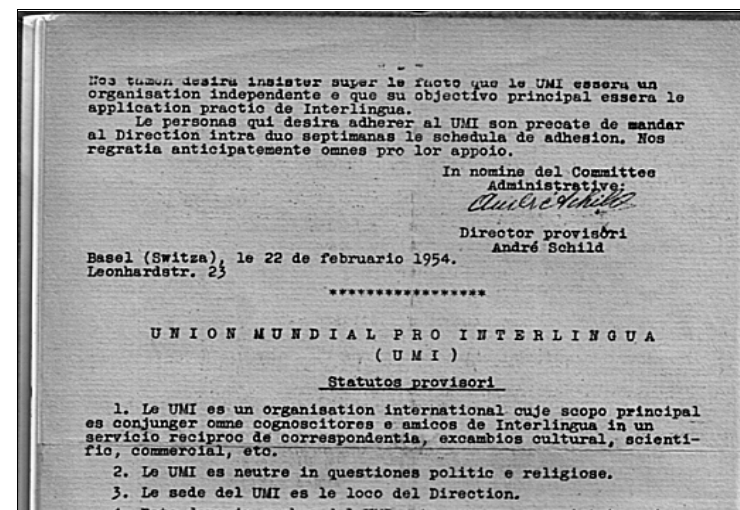 Nos tamen desira insister super le facto que le UMI essera un
organisation independente e que su objectivo principal essera le
application practic de Interlingua.
Le personas qui desira adherer al UMI son precate de mandar
al Direction intra duo septimanas le schedula de adhesion. Nos
regratia anticipatemente omnes pro lor appoio.
In nomine del Committee
Administrative:
André Schild
Director provisori
André Schild
Basel (Switza), le 22 de februario 1954.
Leonhardstr. 23
*****************
UNION MUNDIAL PRO INTERLINGUA
(UMI)
Statutos provisori
1. Le UMI es un organisation international cuje scopo principal
es conjunger omne cognoscitores e amicos de Interlingua in un
servicio reciproc de correspondentia, excambios cultural, scienti-
fic, commercial, etc.
2. Le UMI es neutre in questiones politic e religiose.
3. Le sede del UMI es le loco del Direction.